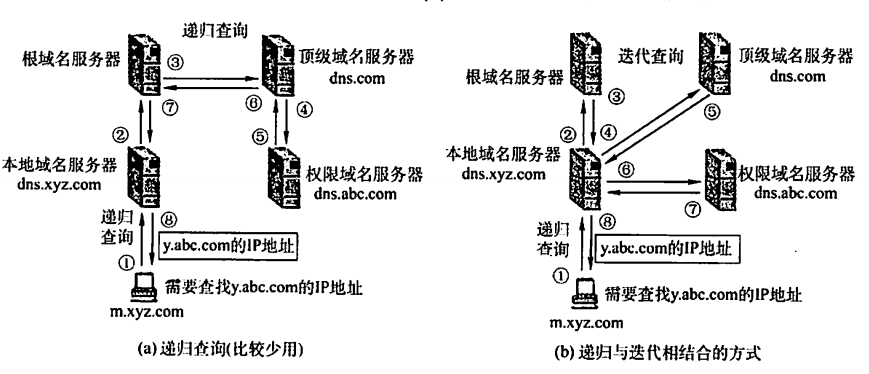 递归查询
根域名服务器
③
顶级域名服务器
dns.com
⑦
⑥
④
②
⑤
本地域名服务器
dns.xyz.com
权限域名服务器
dns.abc.com
递归
查询
⑧
y.abc.com的IP地址
①
需要查找y.abc.com的IP地址
m.xyz.com
(a) 递归查询(比较少用)
迭代查询
根域名服务器
顶级域名服务器
dns.com
③
⑤
②
④
本地域名服务器
dns.xyz.com
⑥
权限域名服务器
dns.abc.com
⑦
递归
查询
⑧
y.abc.com的IP地址
①
需要查找y.abc.com的IP地址
m.xyz.com
(b) 递归与迭代相结合的方式